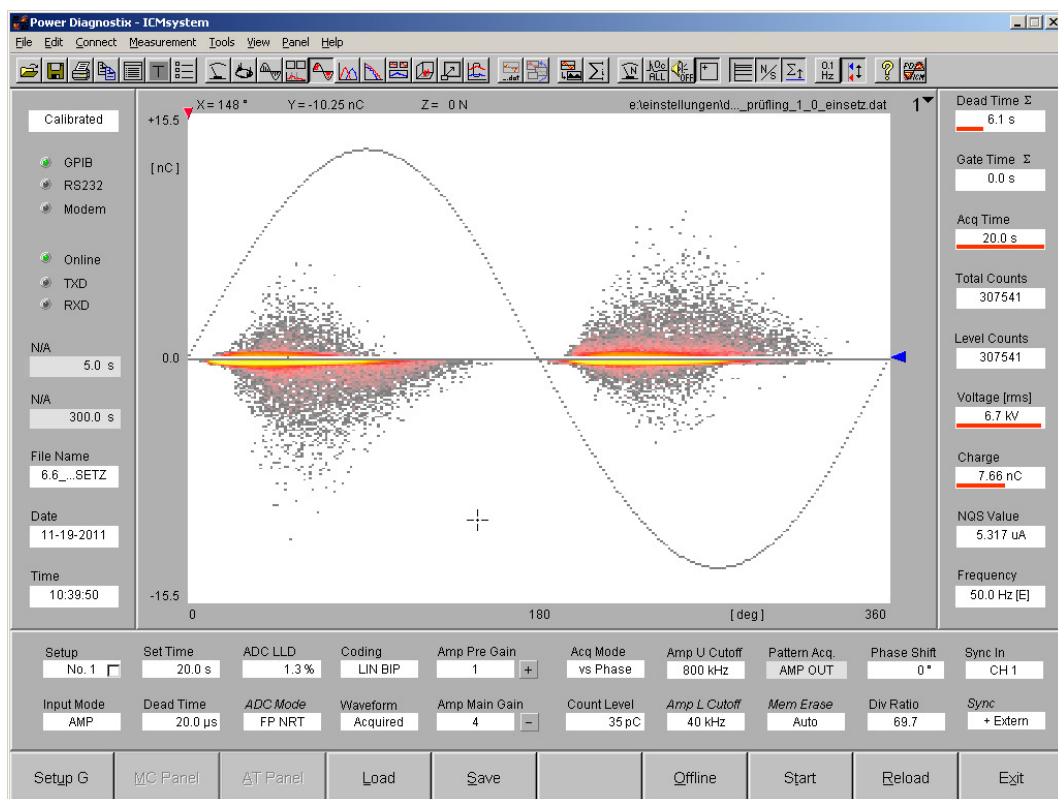 Power Diagnostix - ICMsystem
File Edit Connect Measurement Tools View Panel Help
X = 148 ° Y = -10.25 nC Z = 0 N e:\einstellungen\d..._prüfling_1_0_einsetz.dat 1
Calibrated
GPIB
RS232
Modem
Online
TXD
RXD
N/A
5.0 s
N/A
300.0 s
File Name
6.6_...SETZ
Date
11-19-2011
Time
10:39:50
+15.5
[ nC ]
0.0
-15.5
0 180 [ deg ] 360
Dead Time Σ
6.1 s
Gate Time Σ
0.0 s
Acq Time
20.0 s
Total Counts
307541
Level Counts
307541
Voltage [rms]
6.7 kV
Charge
7.66 nC
NQS Value
5.317 uA
Frequency
50.0 Hz [E]
Setup Set Time ADC LLD Coding Amp Pre Gain Acq Mode Amp U Cutoff Pattern Acq. Phase Shift Sync In
No. 1 20.0 s 1.3 % LIN BIP 1 + vs Phase 800 kHz AMP OUT 0 ° CH 1
Input Mode Dead Time ADC Mode Waveform Amp Main Gain Count Level Amp L Cutoff Mem Erase Div Ratio Sync
AMP 20.0 µs FP NRT Acquired 4 - 35 pC 40 kHz Auto 69.7 + Extern
Setup G MC Panel AT Panel Load Save Offline Start Reload Exit